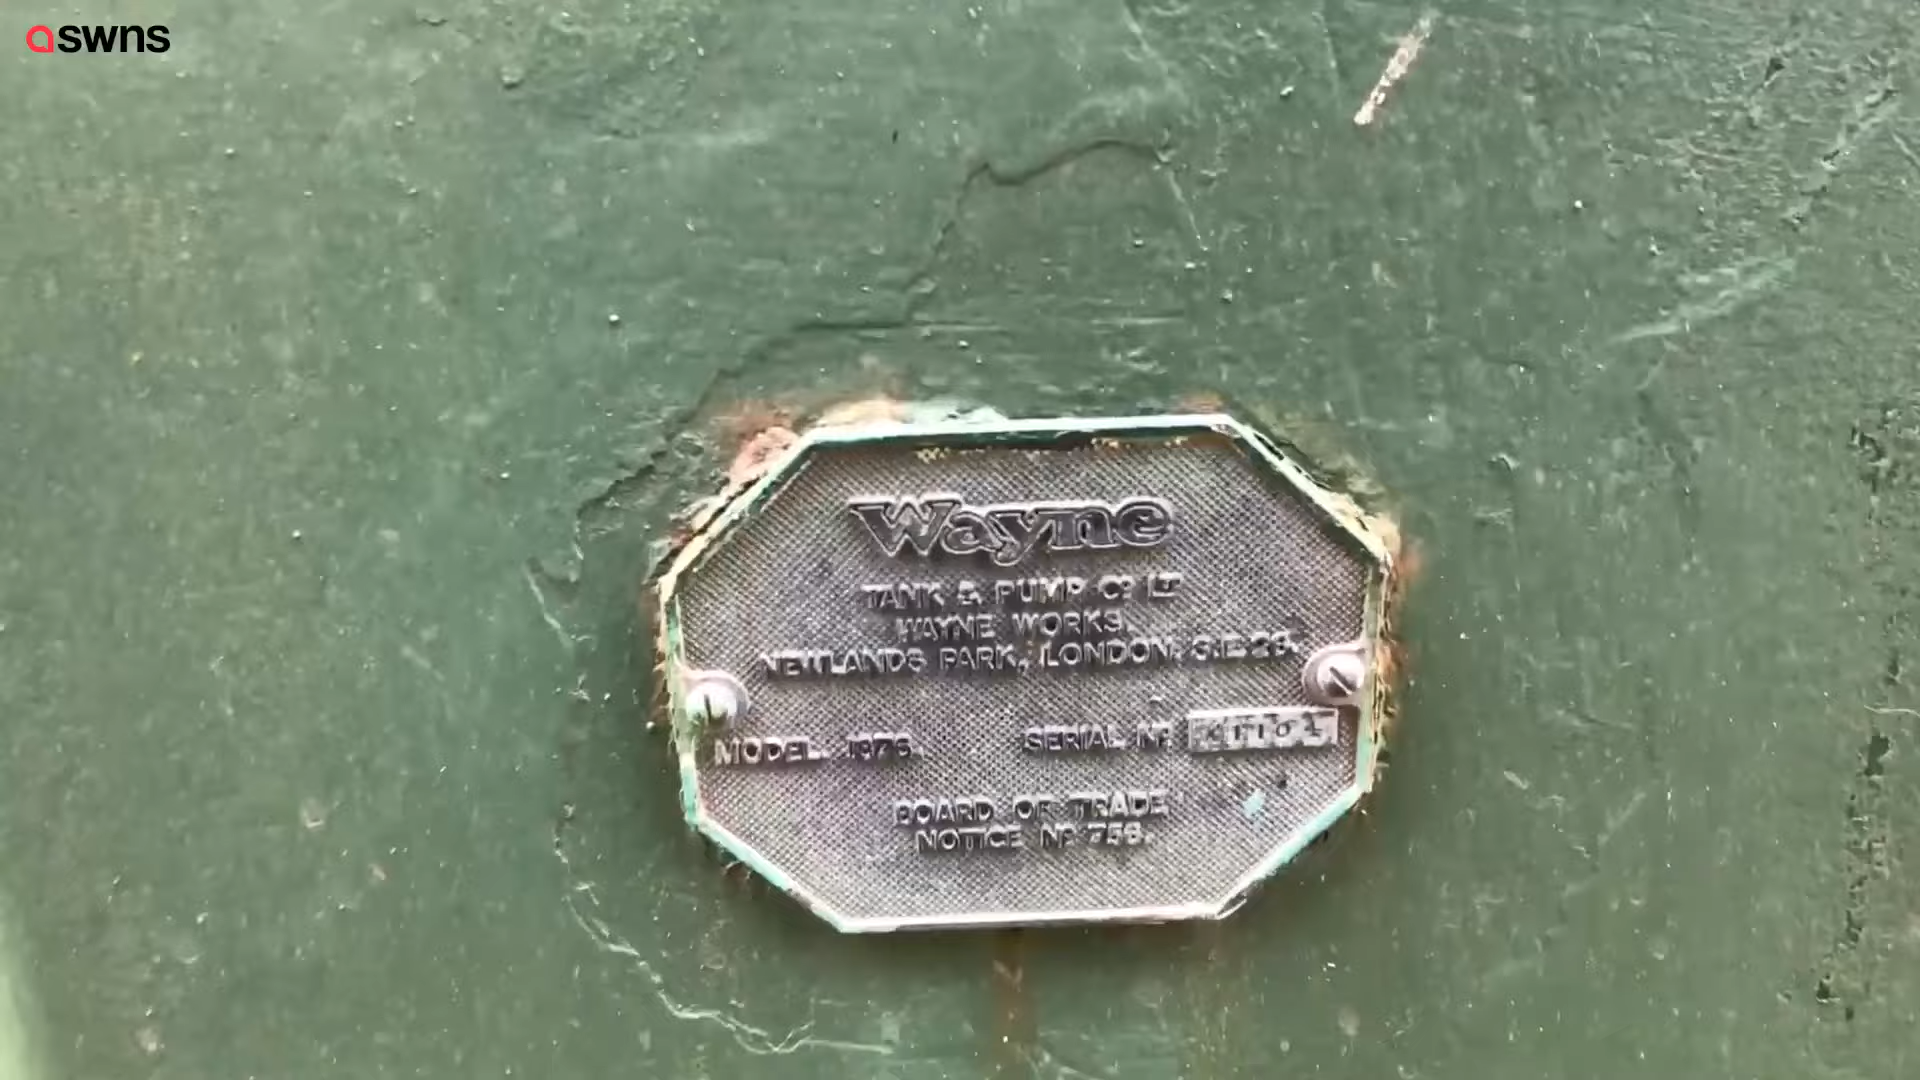 swns
Wayne
TANK & PUMP Co LTD
WAYNE WORKS,
NEWLANDS PARK, LONDON, S.E.26.
MODEL 1976. SERIAL No
BOARD OF TRADE
NOTICE No 756.